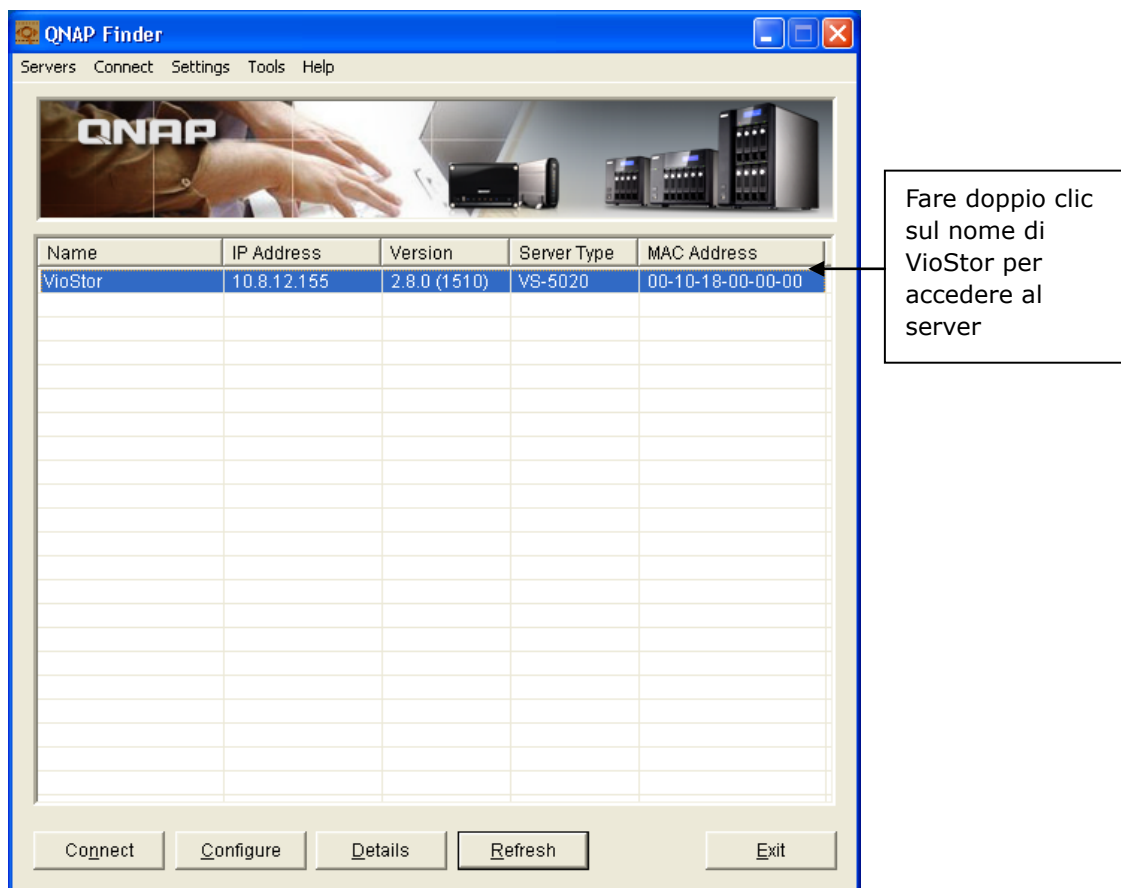 QNAP Finder
Servers Connect Settings Tools Help
QNAP
Name IP Address Version Server Type MAC Address
VioStor 10.8.12.155 2.8.0 (1510) VS-5020 00-10-18-00-00-00
Fare doppio clic
sul nome di
VioStor per
accedere al
server
Connect Configure Details Refresh Exit